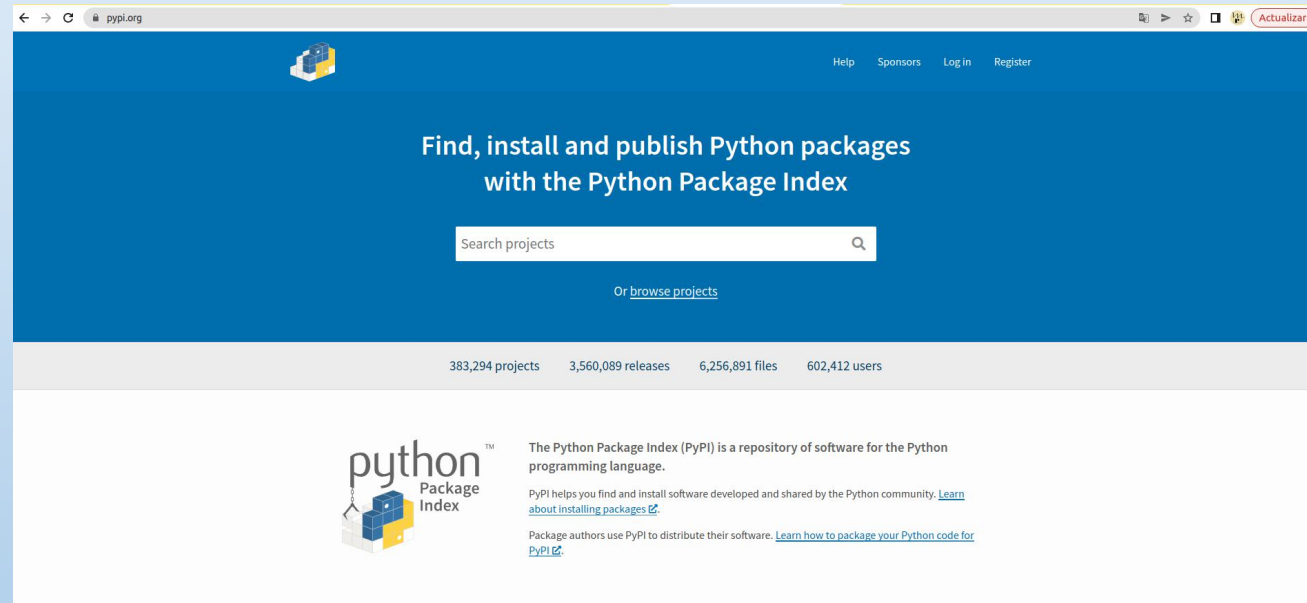 pypi.org
Actualizar
Help Sponsors Log in Register
Find, install and publish Python packages
with the Python Package Index
Search projects
Or browse projects
383,294 projects 3,560,089 releases 6,256,891 files 602,412 users
python™
Package
Index
The Python Package Index (PyPI) is a repository of software for the Python
programming language.
PyPI helps you find and install software developed and shared by the Python community. Learn
about installing packages.
Package authors use PyPI to distribute their software. Learn how to package your Python code for
PyPI.